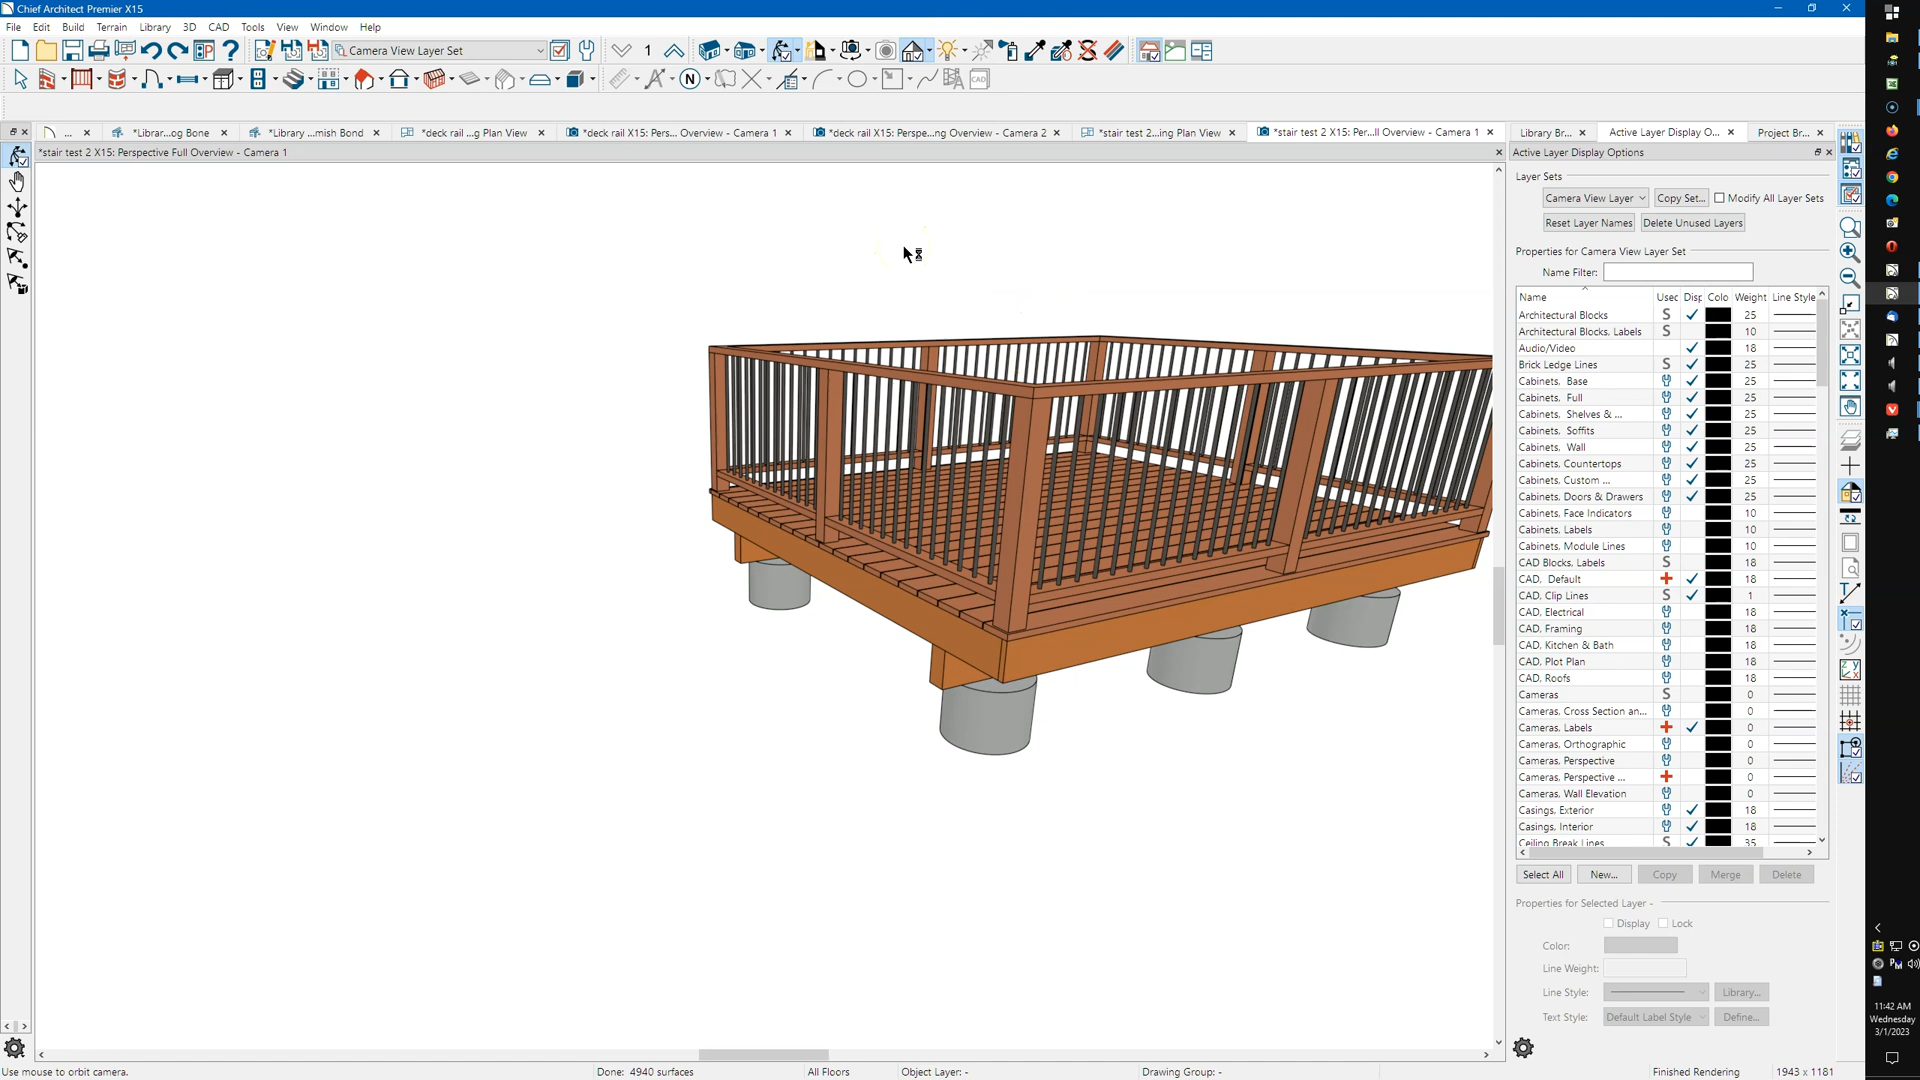 Chief Architect Premier X15
File Edit Build Terrain Library 3D CAD Tools View Window Help
Camera View Layer Set
1
... *Librar...og Bone *Library ...mish Bond *deck rail ...g Plan View *deck rail X15: Pers... Overview - Camera 1 *deck rail X15: Perspe...ng Overview - Camera 2 *stair test 2...ing Plan View *stair test 2 X15: Per...ll Overview - Camera 1 Library Br... Active Layer Display O... Project Br...
*stair test 2 X15: Perspective Full Overview - Camera 1
Active Layer Display Options
Layer Sets
Camera View Layer Copy Set... Modify All Layer Sets
Reset Layer Names Delete Unused Layers
Properties for Camera View Layer Set
Name Filter:
Name Usec Disp Colo Weight Line Style
Architectural Blocks S 25
Architectural Blocks, Labels S 10
Audio/Video 18
Brick Ledge Lines S 25
Cabinets, Base 25
Cabinets, Full 25
Cabinets, Shelves & ... 25
Cabinets, Soffits 25
Cabinets, Wall 25
Cabinets, Countertops 25
Cabinets, Custom ... 25
Cabinets, Doors & Drawers 25
Cabinets, Face Indicators 10
Cabinets, Labels 10
Cabinets, Module Lines 10
CAD Blocks, Labels S 18
CAD, Default 18
CAD, Clip Lines S 1
CAD, Electrical 18
CAD, Framing 18
CAD, Kitchen & Bath 18
CAD, Plot Plan 18
CAD, Roofs 18
Cameras S 0
Cameras, Cross Section an... 0
Cameras, Labels 0
Cameras, Orthographic 0
Cameras, Perspective 0
Cameras, Perspective ... 0
Cameras, Wall Elevation 0
Casings, Exterior 18
Casings, Interior 18
Ceiling Break Lines S 35
Select All New... Copy Merge Delete
Properties for Selected Layer -
Display Lock
Color:
Line Weight:
Line Style: Library...
Text Style: Default Label Style Define...
Use mouse to orbit camera. Done: 4940 surfaces All Floors Object Layer: - Drawing Group: - Finished Rendering 1943 x 1181
11:42 AM
Wednesday
3/1/2023